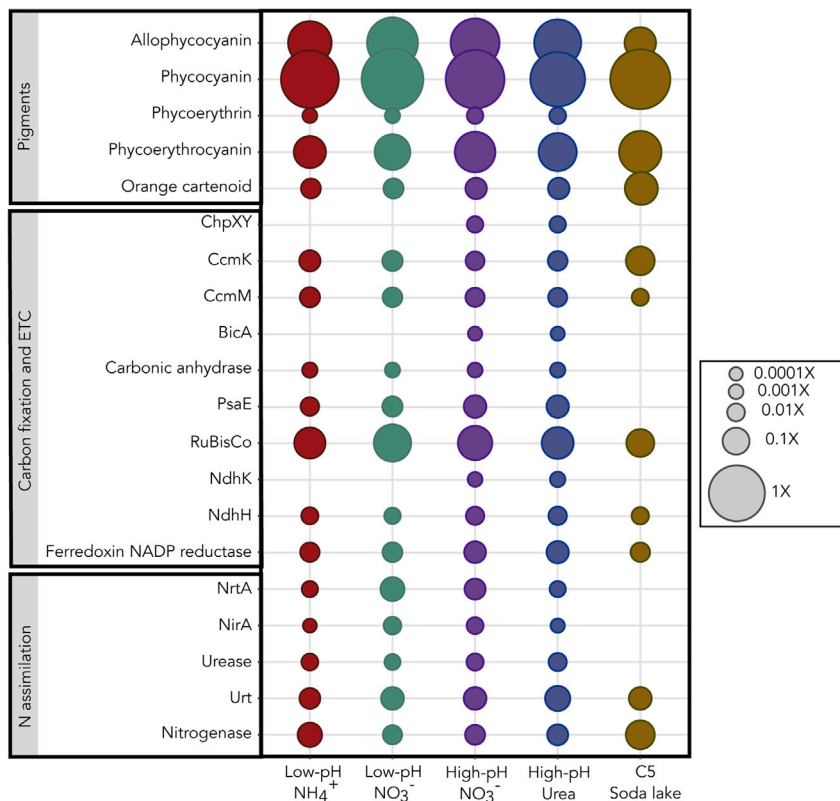 Pigments
Allophycocyanin
Phycocyanin
Phycoerythrin
Phycoerythrocyanin
Orange cartenoid
Carbon fixation and ETC
ChpXY
CcmK
CcmM
BicA
Carbonic anhydrase
PsaE
RuBisCo
NdhK
NdhH
Ferredoxin NADP reductase
N assimilation
NrtA
NirA
Urease
Urt
Nitrogenase
Low-pH
NH₄⁺
Low-pH
NO₃⁻
High-pH
NO₃⁻
High-pH
Urea
C5
Soda lake
0.0001X
0.001X
0.01X
0.1X
1X